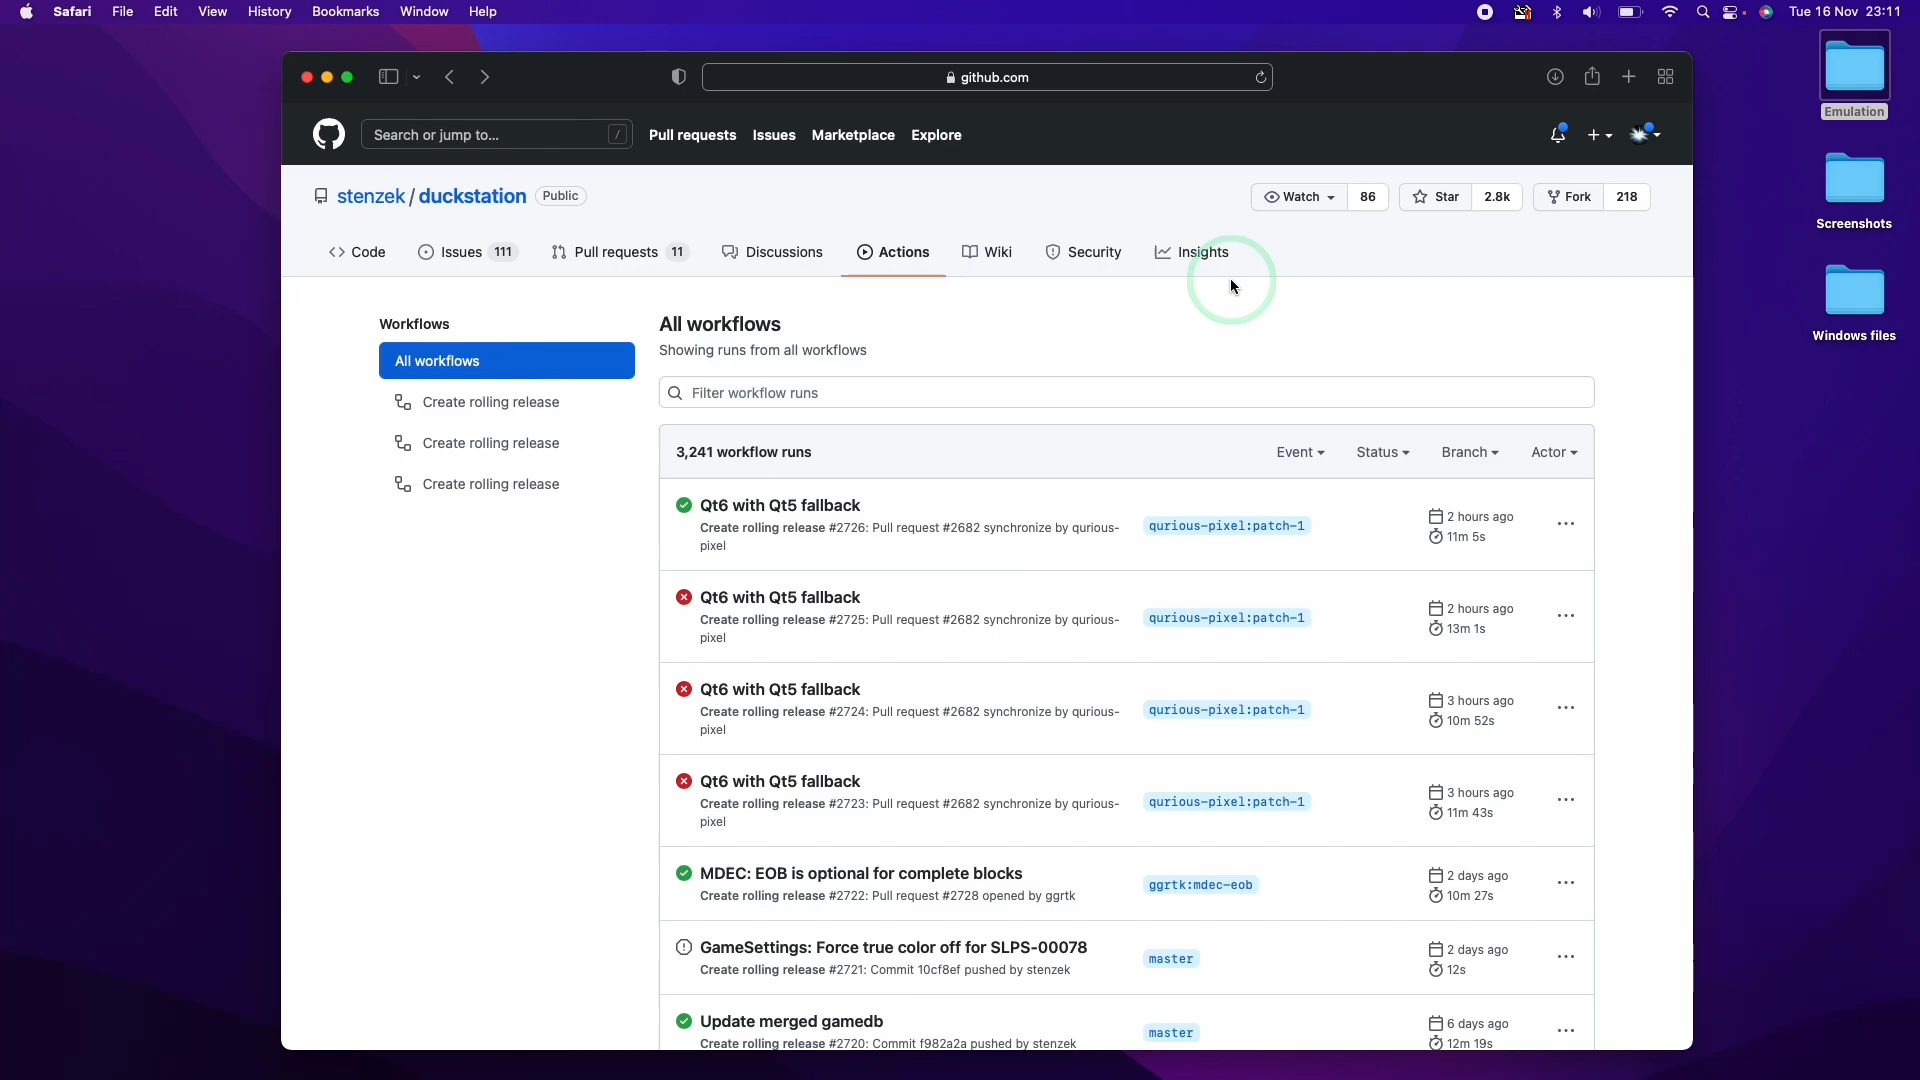 Safari File Edit View History Bookmarks Window Help Tue 16 Nov 23:11
github.com
Emulation
Screenshots
Windows files
Search or jump to... / Pull requests Issues Marketplace Explore
stenzek / duckstation Public Watch 86 Star 2.8k Fork 218
Code Issues 111 Pull requests 11 Discussions Actions Wiki Security Insights
Workflows
All workflows
Create rolling release
Create rolling release
Create rolling release
All workflows
Showing runs from all workflows
Filter workflow runs
3,241 workflow runs Event Status Branch Actor
Qt6 with Qt5 fallback
Create rolling release #2726: Pull request #2682 synchronize by qurious-
pixel
qurious-pixel:patch-1
2 hours ago
11m 5s
Qt6 with Qt5 fallback
Create rolling release #2725: Pull request #2682 synchronize by qurious-
pixel
qurious-pixel:patch-1
2 hours ago
13m 1s
Qt6 with Qt5 fallback
Create rolling release #2724: Pull request #2682 synchronize by qurious-
pixel
qurious-pixel:patch-1
3 hours ago
10m 52s
Qt6 with Qt5 fallback
Create rolling release #2723: Pull request #2682 synchronize by qurious-
pixel
qurious-pixel:patch-1
3 hours ago
11m 43s
MDEC: EOB is optional for complete blocks
Create rolling release #2722: Pull request #2728 opened by ggrtk
ggrtk:mdec-eob
2 days ago
10m 27s
GameSettings: Force true color off for SLPS-00078
Create rolling release #2721: Commit 10cf8ef pushed by stenzek
master
2 days ago
12s
Update merged gamedb
Create rolling release #2720: Commit f982a2a pushed by stenzek
master
6 days ago
12m 19s